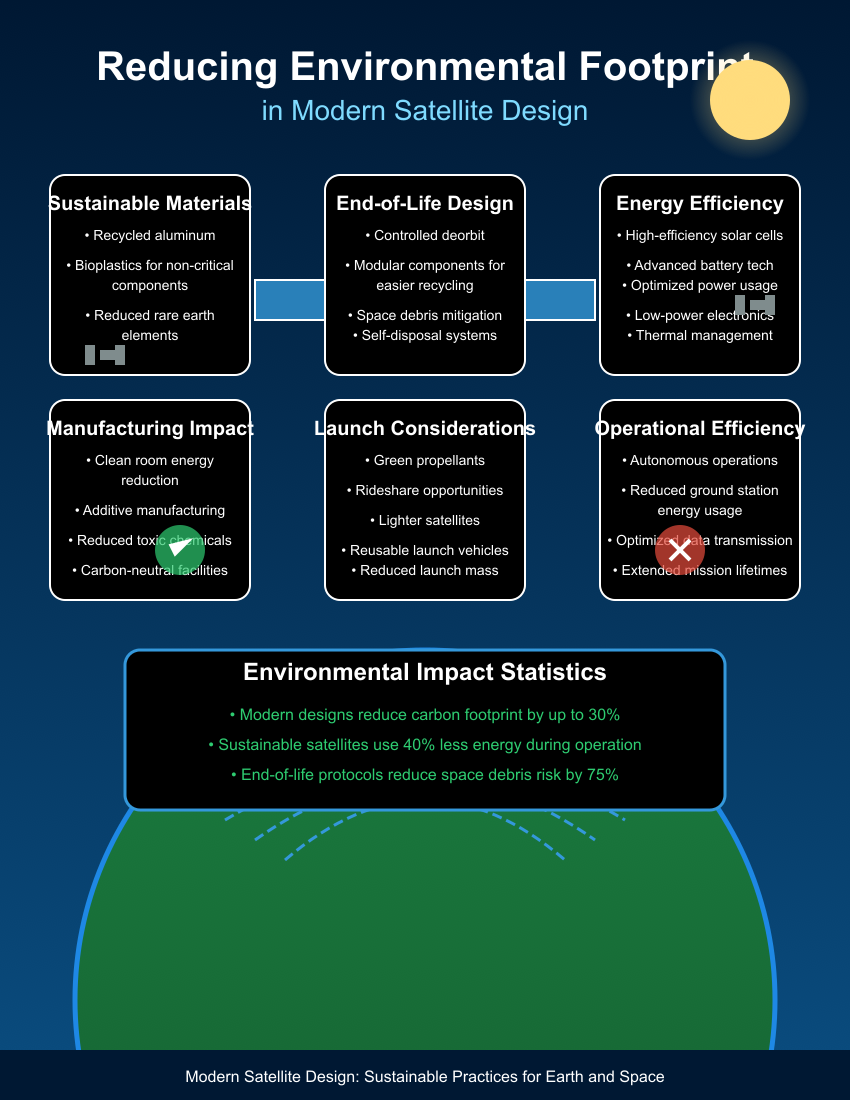 Reducing Environmental Footprint
in Modern Satellite Design
Sustainable Materials
• Recycled aluminum
• Bioplastics for non-critical
components
• Reduced rare earth
elements
End-of-Life Design
• Controlled deorbit
• Modular components for
easier recycling
• Space debris mitigation
• Self-disposal systems
Energy Efficiency
• High-efficiency solar cells
• Advanced battery tech
• Optimized power usage
• Low-power electronics
• Thermal management
Manufacturing Impact
• Clean room energy
reduction
• Additive manufacturing
• Reduced toxic chemicals
• Carbon-neutral facilities
Launch Considerations
• Green propellants
• Rideshare opportunities
• Lighter satellites
• Reusable launch vehicles
• Reduced launch mass
Operational Efficiency
• Autonomous operations
• Reduced ground station
energy usage
• Optimized data transmission
• Extended mission lifetimes
Environmental Impact Statistics
• Modern designs reduce carbon footprint by up to 30%
• Sustainable satellites use 40% less energy during operation
• End-of-life protocols reduce space debris risk by 75%
Modern Satellite Design: Sustainable Practices for Earth and Space